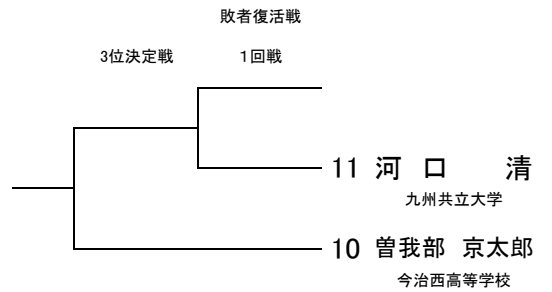 敗者復活戦
3位決定戦 1回戦
11 河口 清
九州共立大学
10 曽我部 京太郎
今治西高等学校